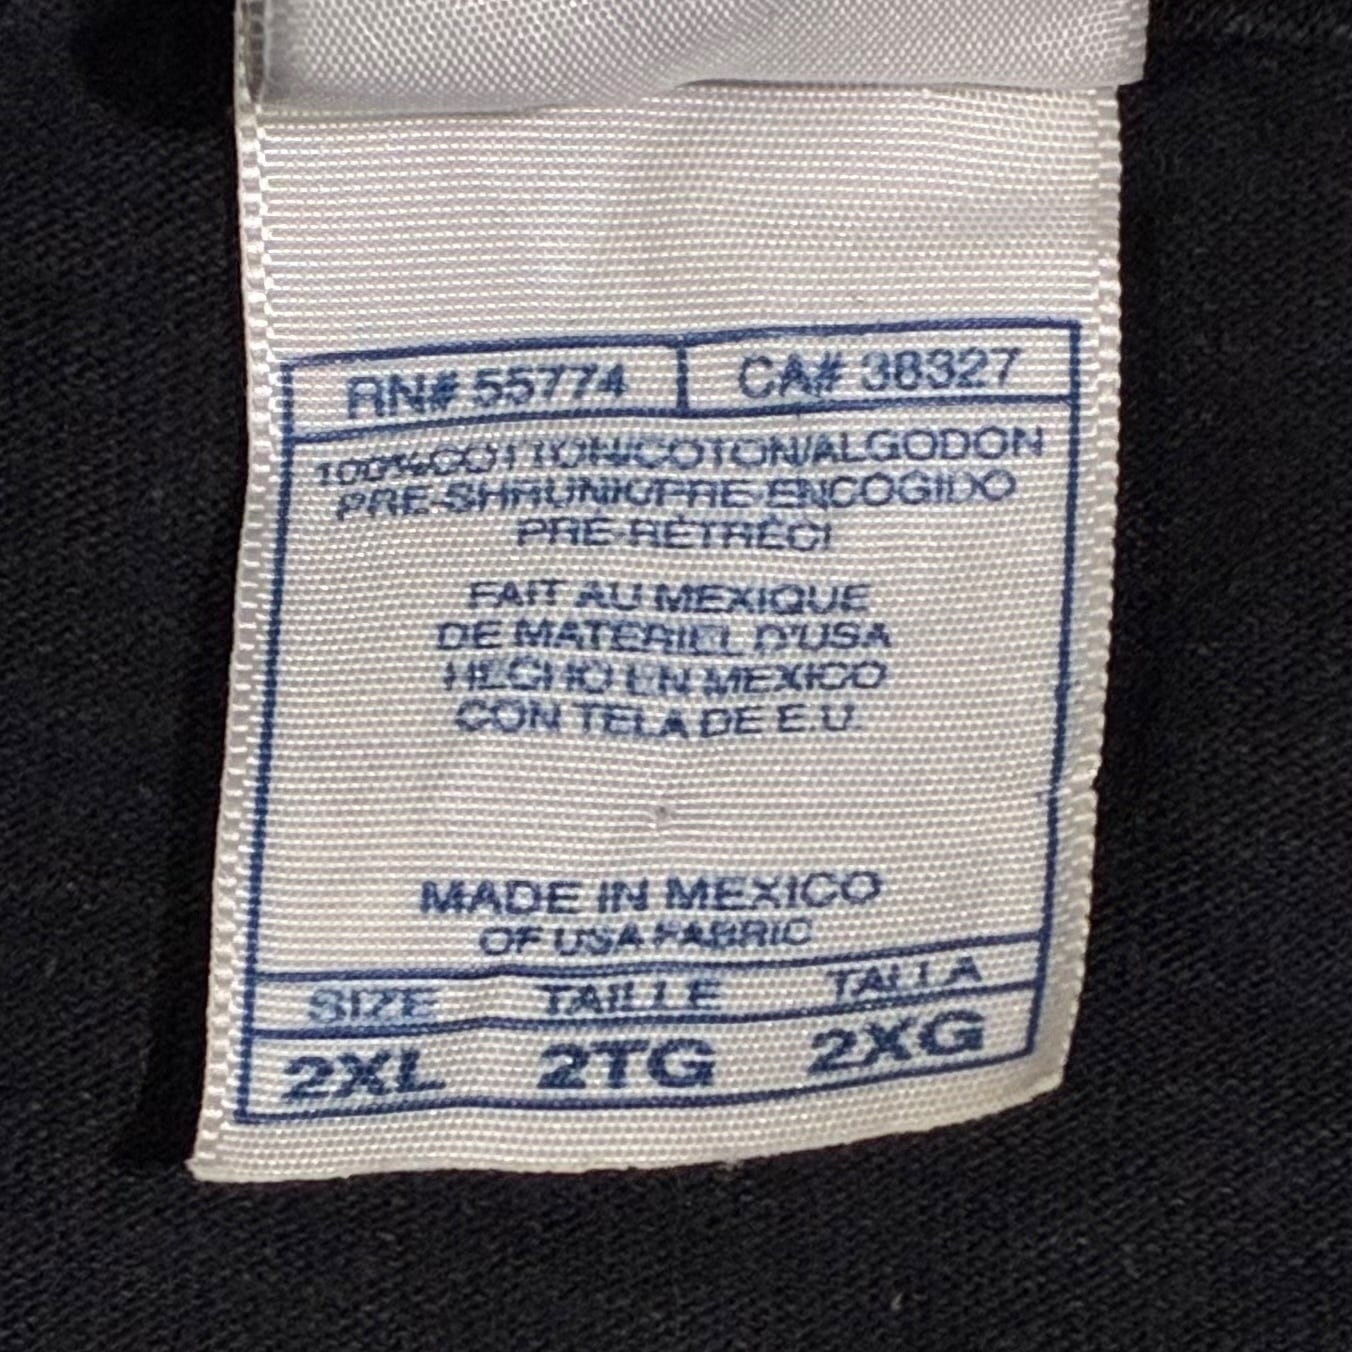 RN# 55774 CA# 38327
100%COTTON/COTON/ALGODON
PRE-SHRUNK/PRE-ENCOGIDO
PRÉ-RÉTRÉCI
FAIT AU MEXIQUE
DE MATERIEL D'USA
HECHO EN MEXICO
CON TELA DE E.U.
MADE IN MEXICO
OF USA FABRIC
SIZE TAILLE TALLA
2XL 2TG 2XG